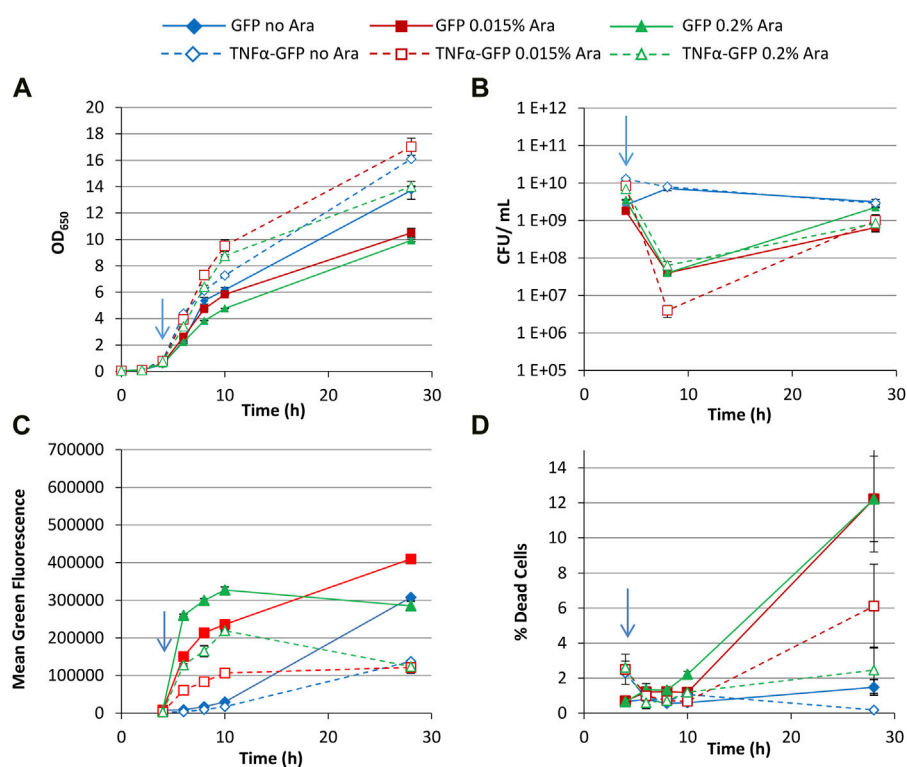 GFP no Ara GFP 0.015% Ara GFP 0.2% Ara
TNFα-GFP no Ara TNFα-GFP 0.015% Ara TNFα-GFP 0.2% Ara
A
20
18
16
14
12
10
8
6
4
2
0
OD650
0 10 20 30
Time (h)
B
1 E+12
1 E+11
1 E+10
1 E+09
1 E+08
1 E+07
1 E+06
1 E+05
CFU/ mL
0 10 20 30
Time (h)
C
700000
600000
500000
400000
300000
200000
100000
0
Mean Green Fluorescence
0 10 20 30
Time (h)
D
14
12
10
8
6
4
2
0
% Dead Cells
0 10 20 30
Time (h)